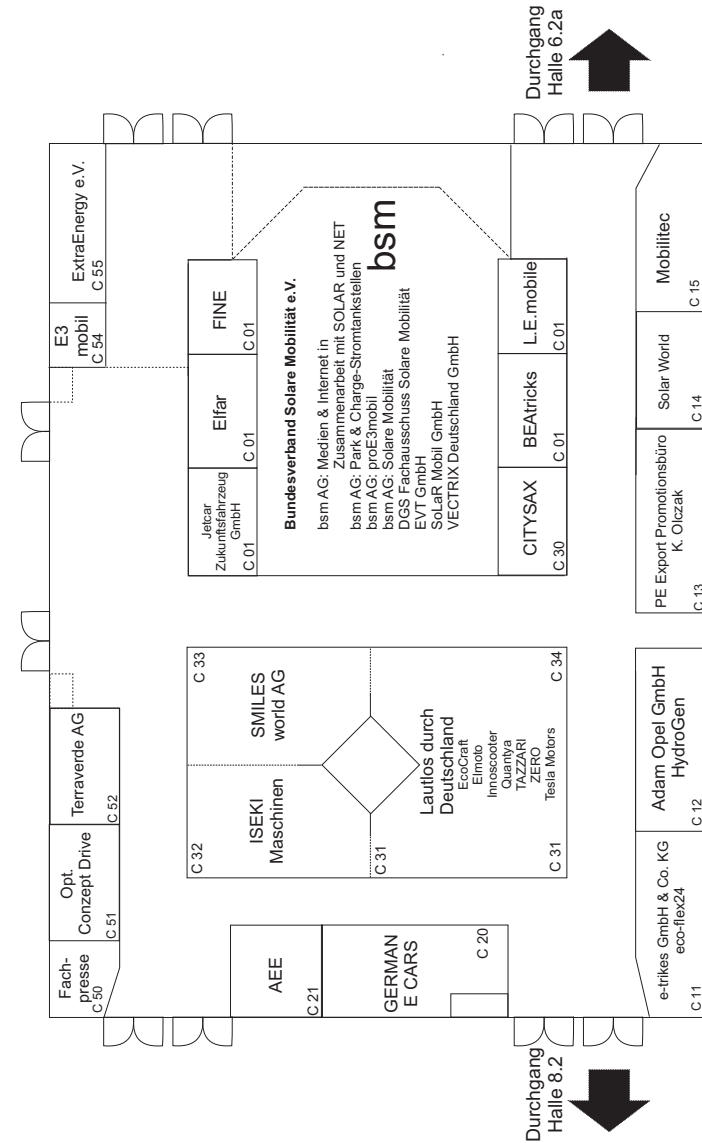 Fach-
presse
C 50
Opt.
Conzept Drive
C 51
Terraverde AG
C 52
E3
mobil
C 54
ExtraEnergy e.V.
C 55
AEE
C 21
GERMAN
E CARS
C 20
C 32
ISEKI
Maschinen
C 33
SMILES
world AG
C 31
Lautlos durch
Deutschland
EcoCraft
Elmoto
Innoscooter
Quantya
TAZZARI
ZERO
Tesla Motors
C 31
C 34
Jetcar
Zukunftsfahrzeug
GmbH
C 01
Elfar
C 01
FINE
C 01
Bundesverband Solare Mobilität e.V.
bsm AG: Medien & Internet in
Zusammenarbeit mit SOLAR und NET
bsm AG: Park & Charge-Stromtankstellen
bsm AG: proE3mobil
bsm AG: Solare Mobilität
DGS Fachausschuss Solare Mobilität
EVT GmbH
SoLaR Mobil GmbH
VECTRIX Deutschland GmbH
bsm
CITYSAX
C 30
BEAtricks
C 01
L.E.mobile
C 01
Durchgang
Halle 8.2
Durchgang
Halle 6.2a
e-trikes GmbH & Co. KG
eco-flex24
C 11
Adam Opel GmbH
HydroGen
C 12
PE Export Promotionsbüro
K. Olczak
C 13
Solar World
C 14
Mobilitec
C 15